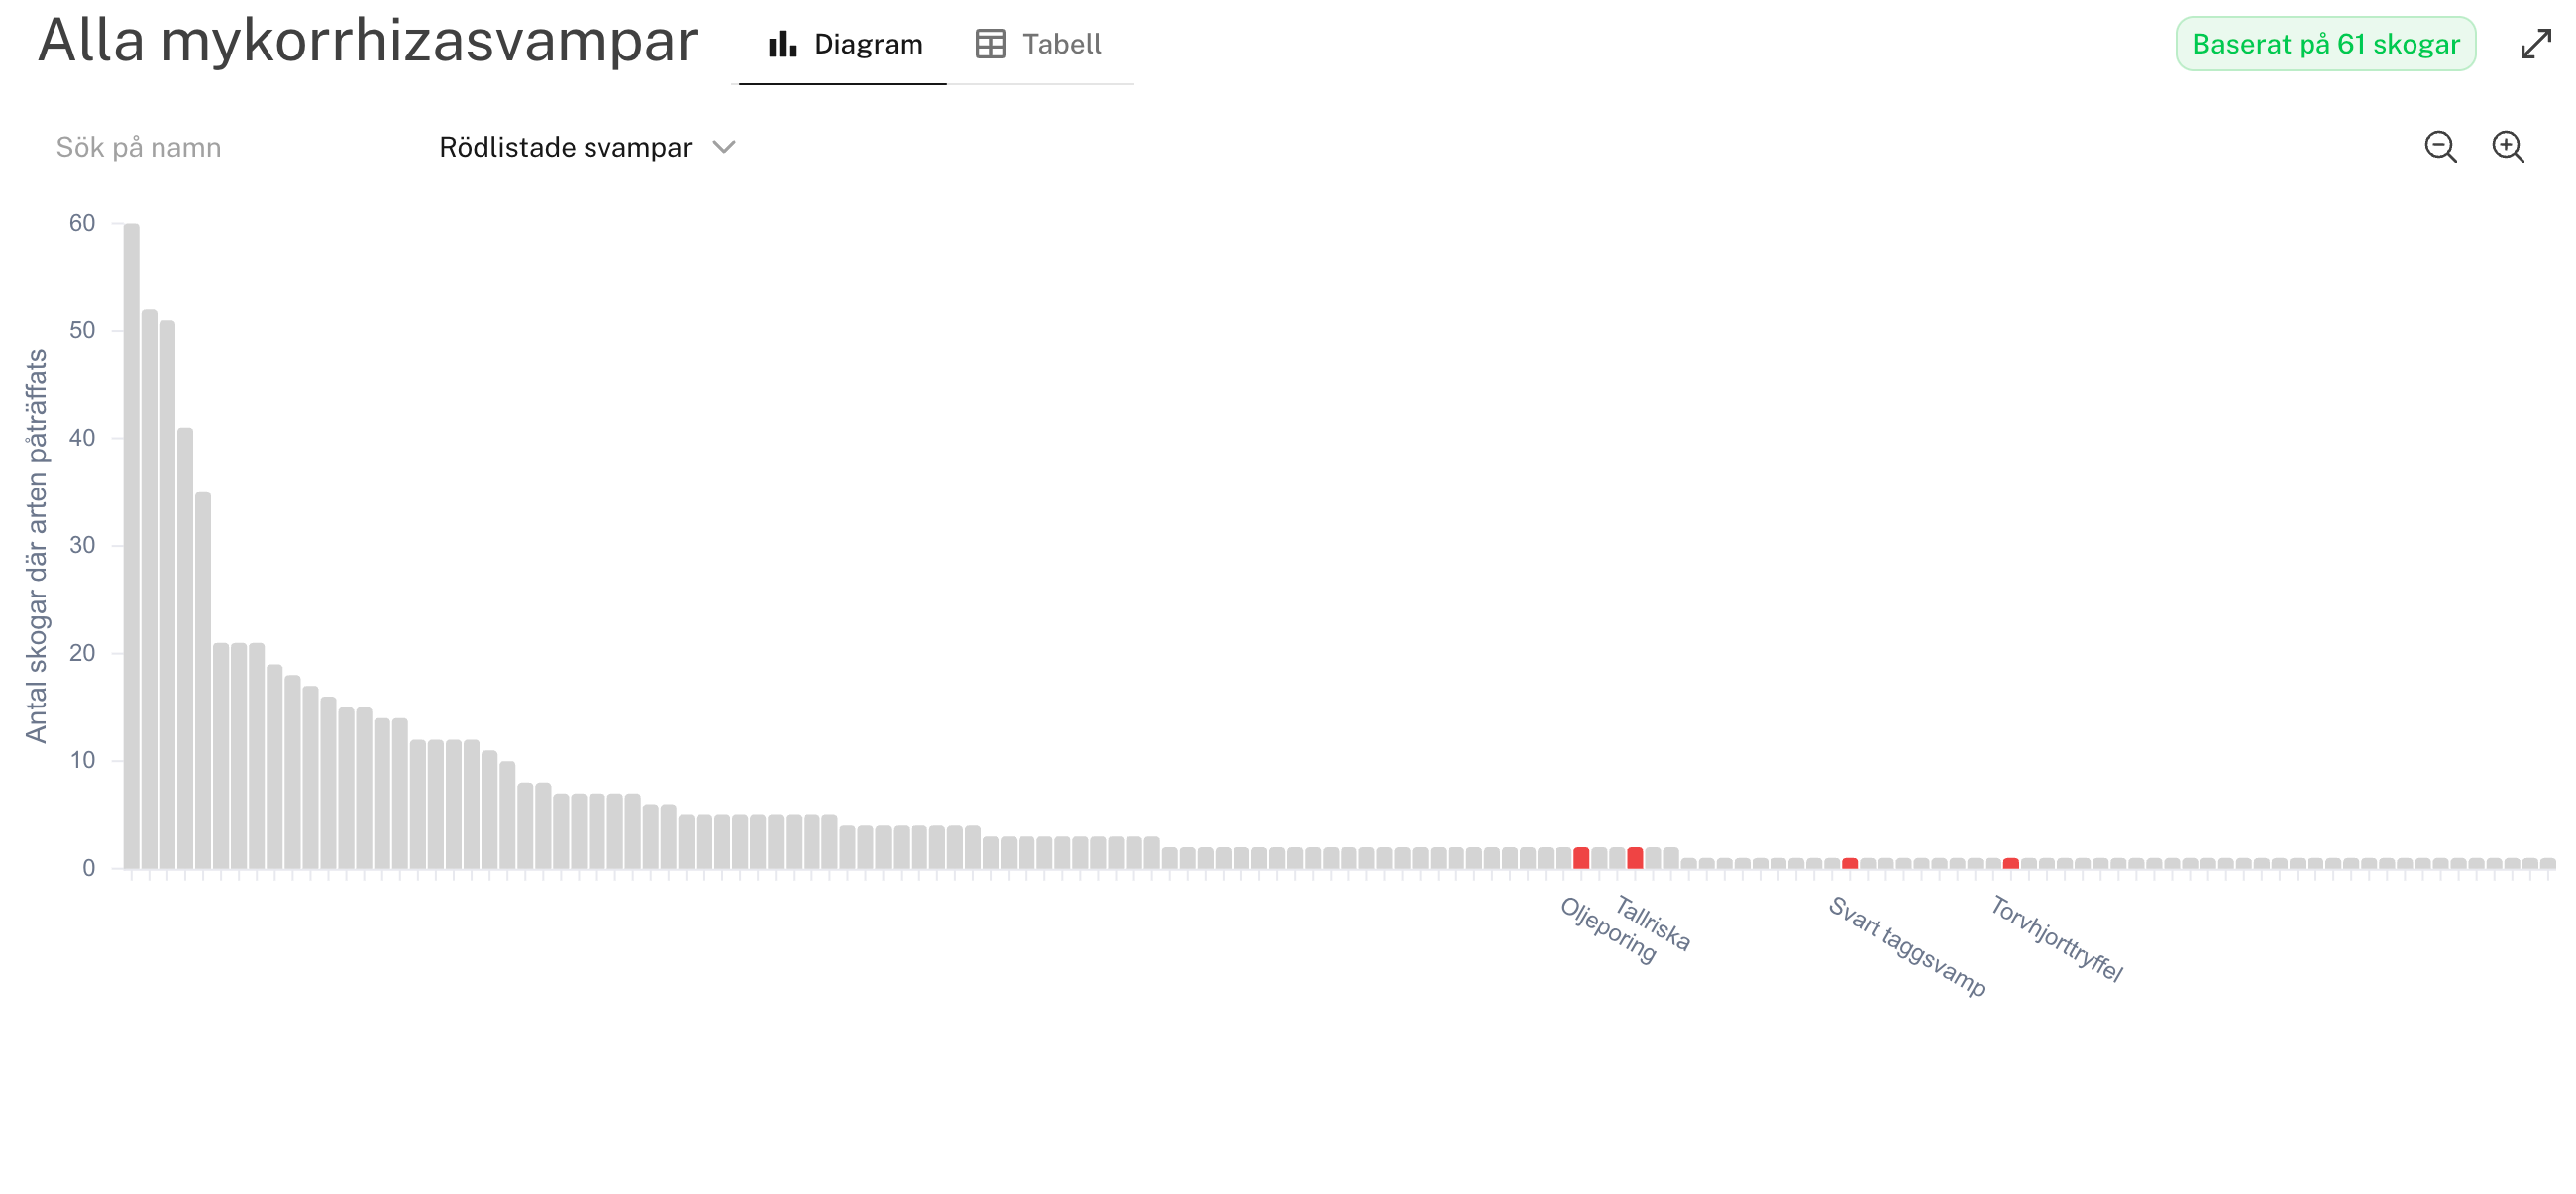 Alla mykorrhizasvampar
Diagram
Tabell
Baserat på 61 skogar
Sök på namn
Rödlistade svampar
Antal skogar där arten påträffats
60
50
40
30
20
10
0
Oljeporing
Tallriska
Svart taggsvamp
Torvhjorttryffel